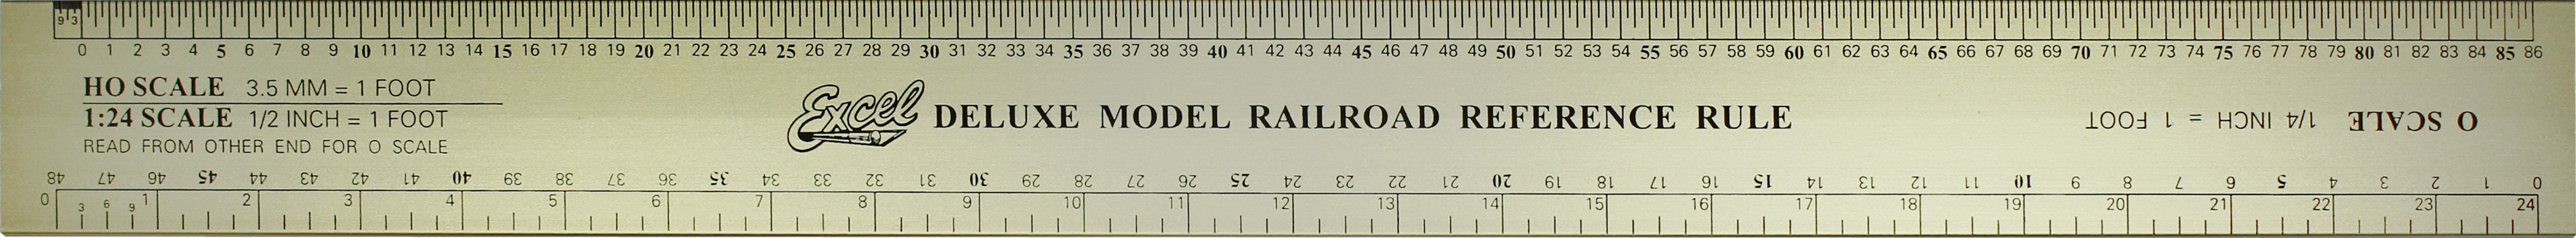 9 3
0 1 2 3 4 5 6 7 8 9 10 11 12 13 14 15 16 17 18 19 20 21 22 23 24 25 26 27 28 29 30 31 32 33 34 35 36 37 38 39 40 41 42 43 44 45 46 47 48 49 50 51 52 53 54 55 56 57 58 59 60 61 62 63 64 65 66 67 68 69 70 71 72 73 74 75 76 77 78 79 80 81 82 83 84 85 86
HO SCALE 3.5 MM = 1 FOOT
1:24 SCALE 1/2 INCH = 1 FOOT
READ FROM OTHER END FOR O SCALE
Excel DELUXE MODEL RAILROAD REFERENCE RULE
O SCALE 1/4 INCH = 1 FOOT
48 47 46 45 44 43 42 41 40 39 38 37 36 35 34 33 32 31 30 29 28 27 26 25 24 23 22 21 20 19 18 17 16 15 14 13 12 11 10 9 8 7 6 5 4 3 2 1 0
0 3 6 9 1 2 3 4 5 6 7 8 9 10 11 12 13 14 15 16 17 18 19 20 21 22 23 24